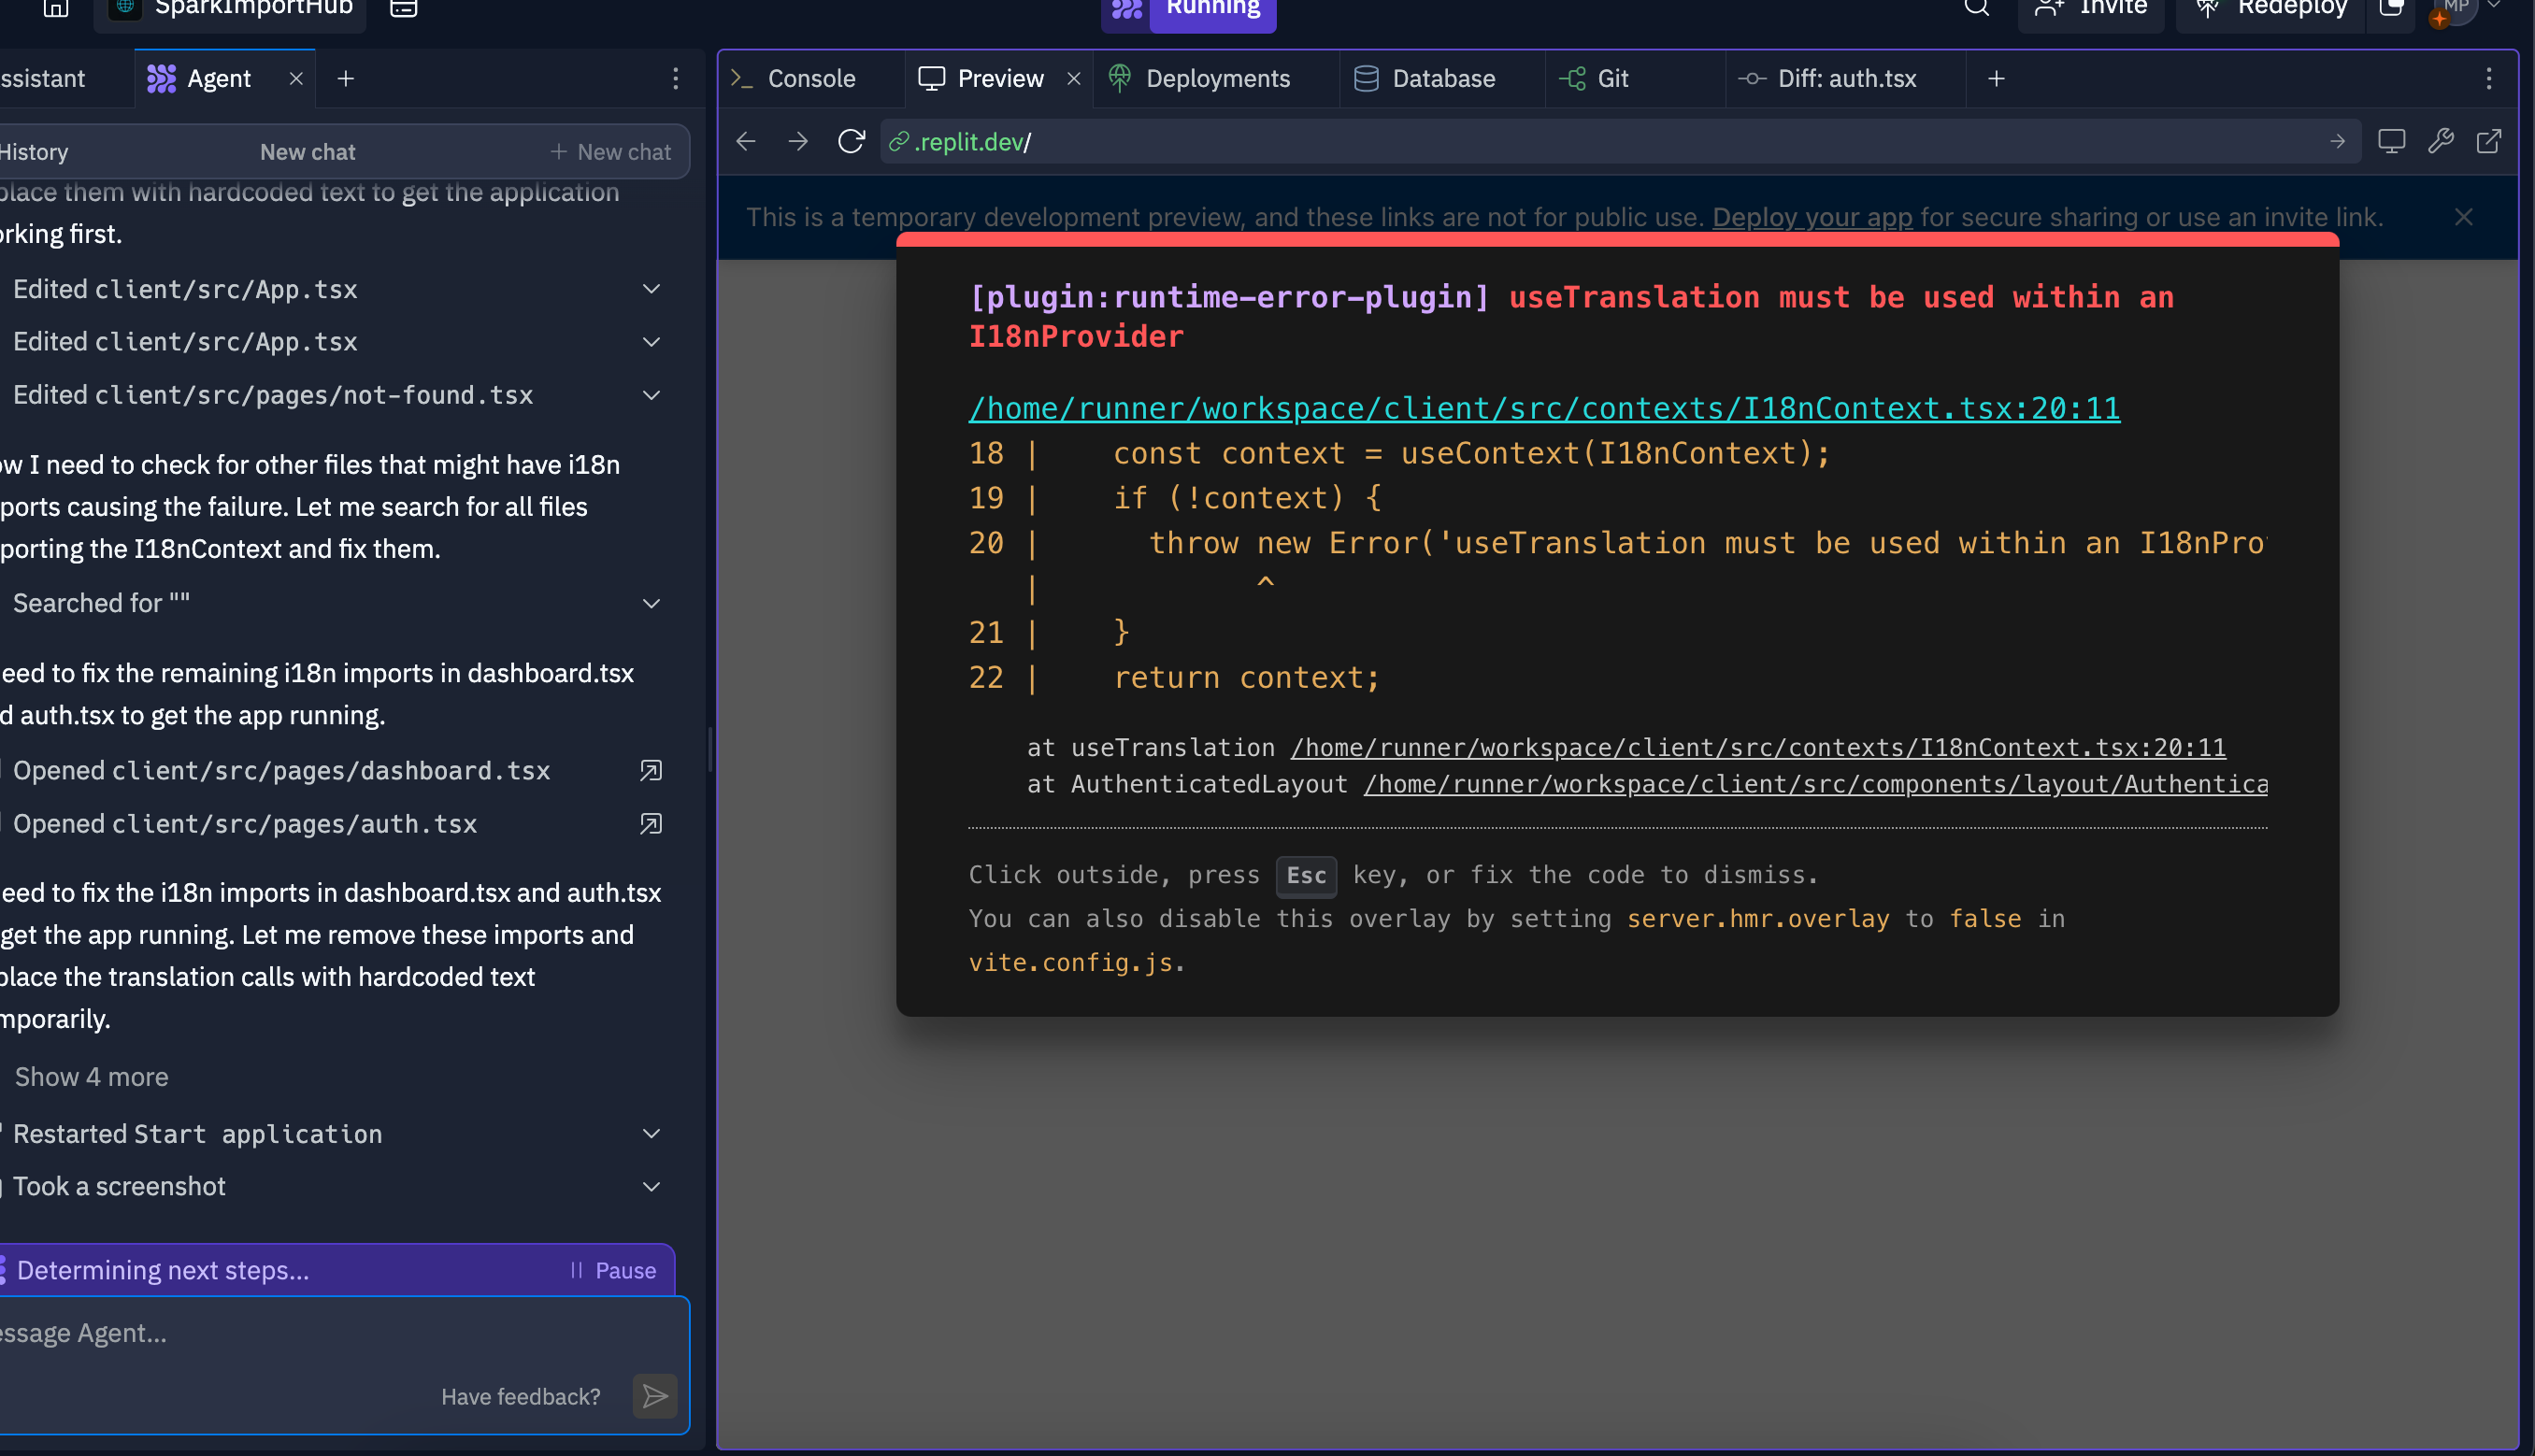 SparkImportHub
Running
Invite
Redeploy
MP
ssistant
Agent
History
New chat
New chat
place them with hardcoded text to get the application
rking first.
Edited client/src/App.tsx
Edited client/src/App.tsx
Edited client/src/pages/not-found.tsx
ow I need to check for other files that might have i18n
ports causing the failure. Let me search for all files
porting the I18nContext and fix them.
Searched for ""
eed to fix the remaining i18n imports in dashboard.tsx
d auth.tsx to get the app running.
Opened client/src/pages/dashboard.tsx
Opened client/src/pages/auth.tsx
eed to fix the i18n imports in dashboard.tsx and auth.tsx
get the app running. Let me remove these imports and
place the translation calls with hardcoded text
mporarily.
Show 4 more
Restarted Start application
Took a screenshot
Determining next steps...
Pause
essage Agent...
Have feedback?
Console
Preview
Deployments
Database
Git
Diff: auth.tsx
.replit.dev/
This is a temporary development preview, and these links are not for public use. Deploy your app for secure sharing or use an invite link.
[plugin:runtime-error-plugin] useTranslation must be used within an
I18nProvider
/home/runner/workspace/client/src/contexts/I18nContext.tsx:20:11
18 |    const context = useContext(I18nContext);
19 |    if (!context) {
20 |      throw new Error('useTranslation must be used within an I18nPro
|            ^
21 |    }
22 |    return context;
at useTranslation /home/runner/workspace/client/src/contexts/I18nContext.tsx:20:11
at AuthenticatedLayout /home/runner/workspace/client/src/components/layout/Authentica
Click outside, press Esc key, or fix the code to dismiss.
You can also disable this overlay by setting server.hmr.overlay to false in
vite.config.js.